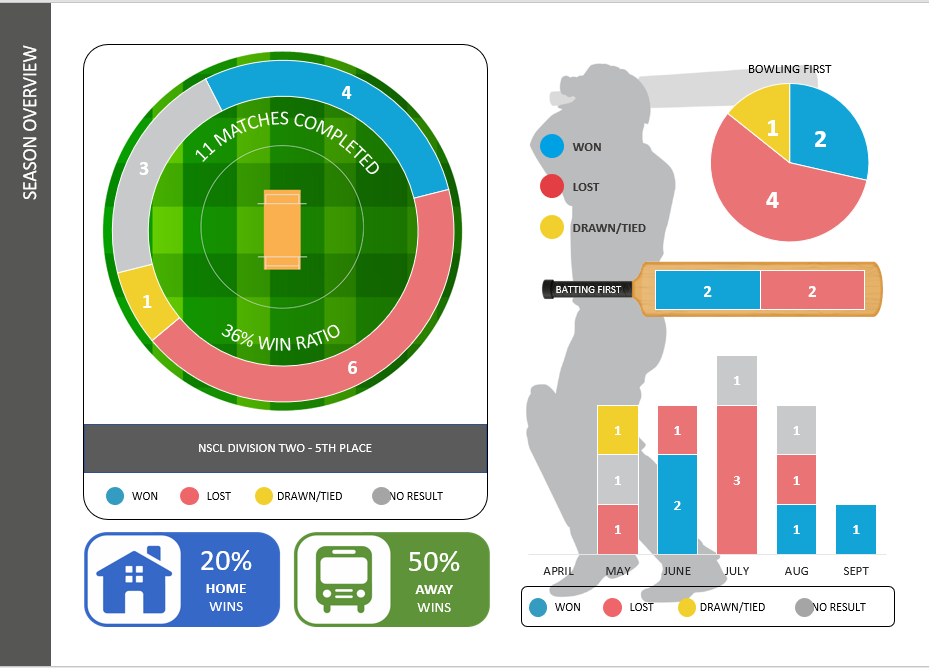 SEASON OVERVIEW
11 MATCHES COMPLETED
4
3
1
6
36% WIN RATIO
NSCL DIVISION TWO - 5TH PLACE
WON LOST DRAWN/TIED NO RESULT
20%
HOME
WINS
50%
AWAY
WINS
BOWLING FIRST
1 2
4
WON
LOST
DRAWN/TIED
BATTING FIRST 2 2
1
1 1 1
1 2 3 1
1 1 1
APRIL MAY JUNE JULY AUG SEPT
WON LOST DRAWN/TIED NO RESULT